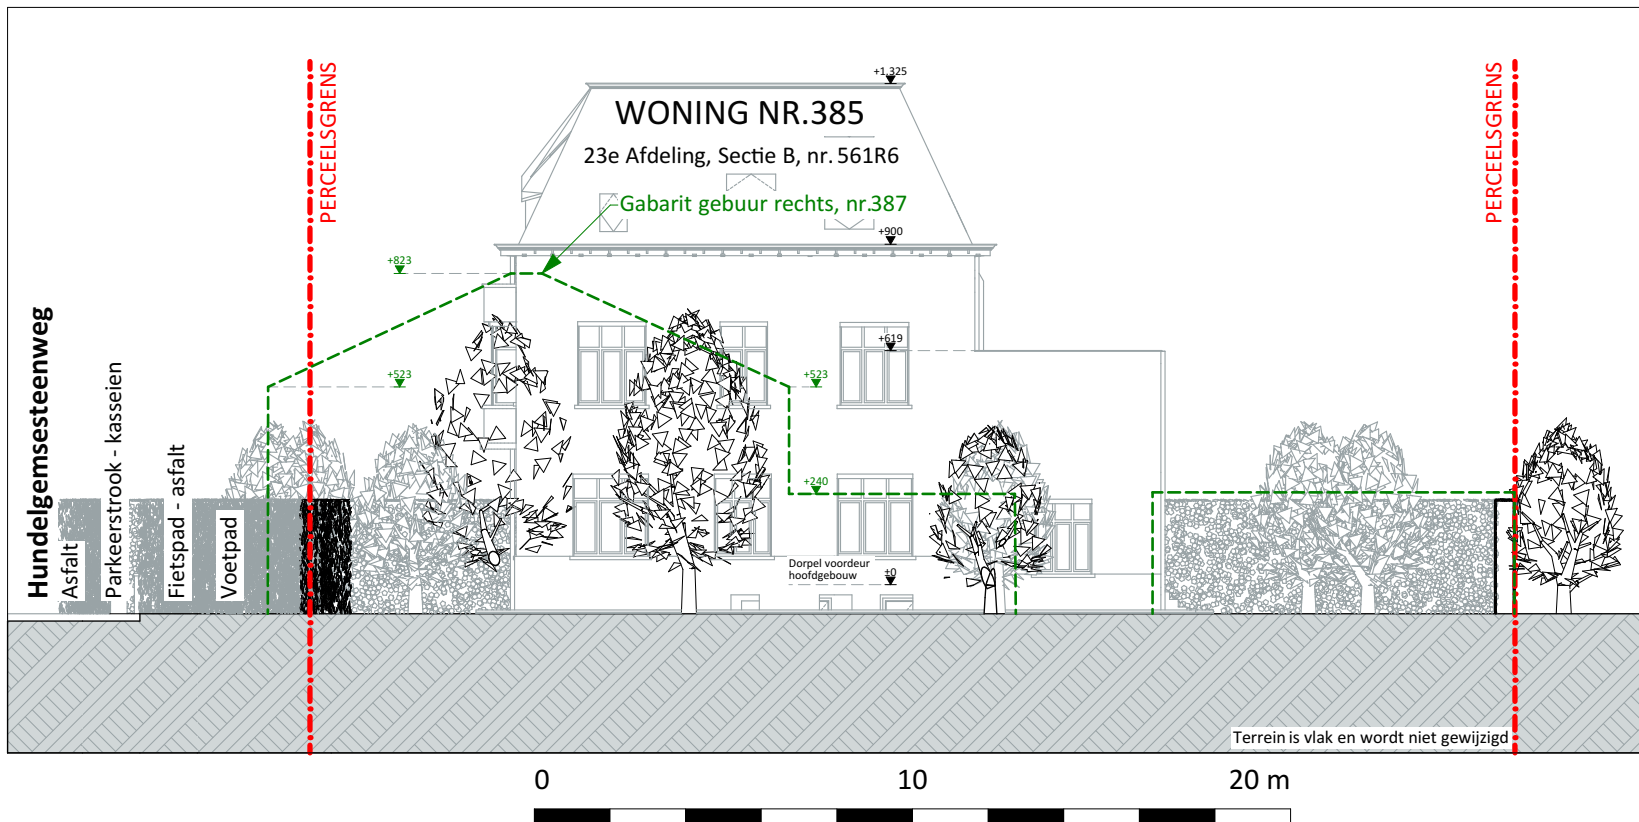 +1,325
WONING NR.385
23e Afdeling, Sectie B, nr. 561R6
Gabarit gebuur rechts, nr.387
PERCEELSGRENS
PERCEELSGRENS
+900
+823
+619
+523
+523
+240
Dorpel voordeur
hoofdgebouw
+0
Hundelgemsesteenweg
Asfalt
Parkeerstrook - kasseien
Fietspad - asfalt
Voetpad
Terrein is vlak en wordt niet gewijzigd
0 10 20 m